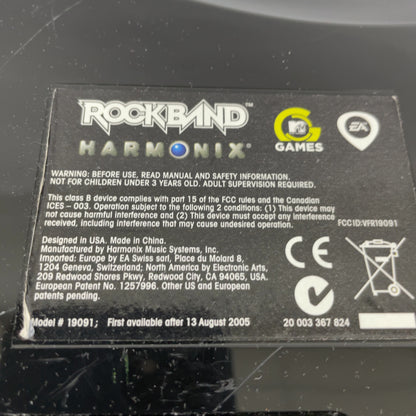 ROCKBAND™
HARMONIX®
G MTV GAMES
EA
WARNING: BEFORE USE, READ MANUAL AND SAFETY INFORMATION.
NOT FOR CHILDREN UNDER 3 YEARS OLD. ADULT SUPERVISION REQUIRED.
This class B device complies with part 15 of the FCC rules and the Canadian
ICES – 003. Operation subject to the following 2 conditions: (1) This device may
not cause harmful interference and (2) This device must accept any interference
received, including interference that may cause undesired operation.
FCC ID:VFR19091
Designed in USA. Made in China.
Manufactured by Harmonix Music Systems, Inc.
Imported: Europe by EA Swiss sarl, Place du Molard 8,
1204 Geneva, Switzerland; North America by Electronic Arts,
209 Redwood Shores Pkwy, Redwood City, CA 94065, USA.
European Patent No. 1257996. Other US and European
patents pending.
CE
Model # 19091; First available after 13 August 2005
20 003 367 824